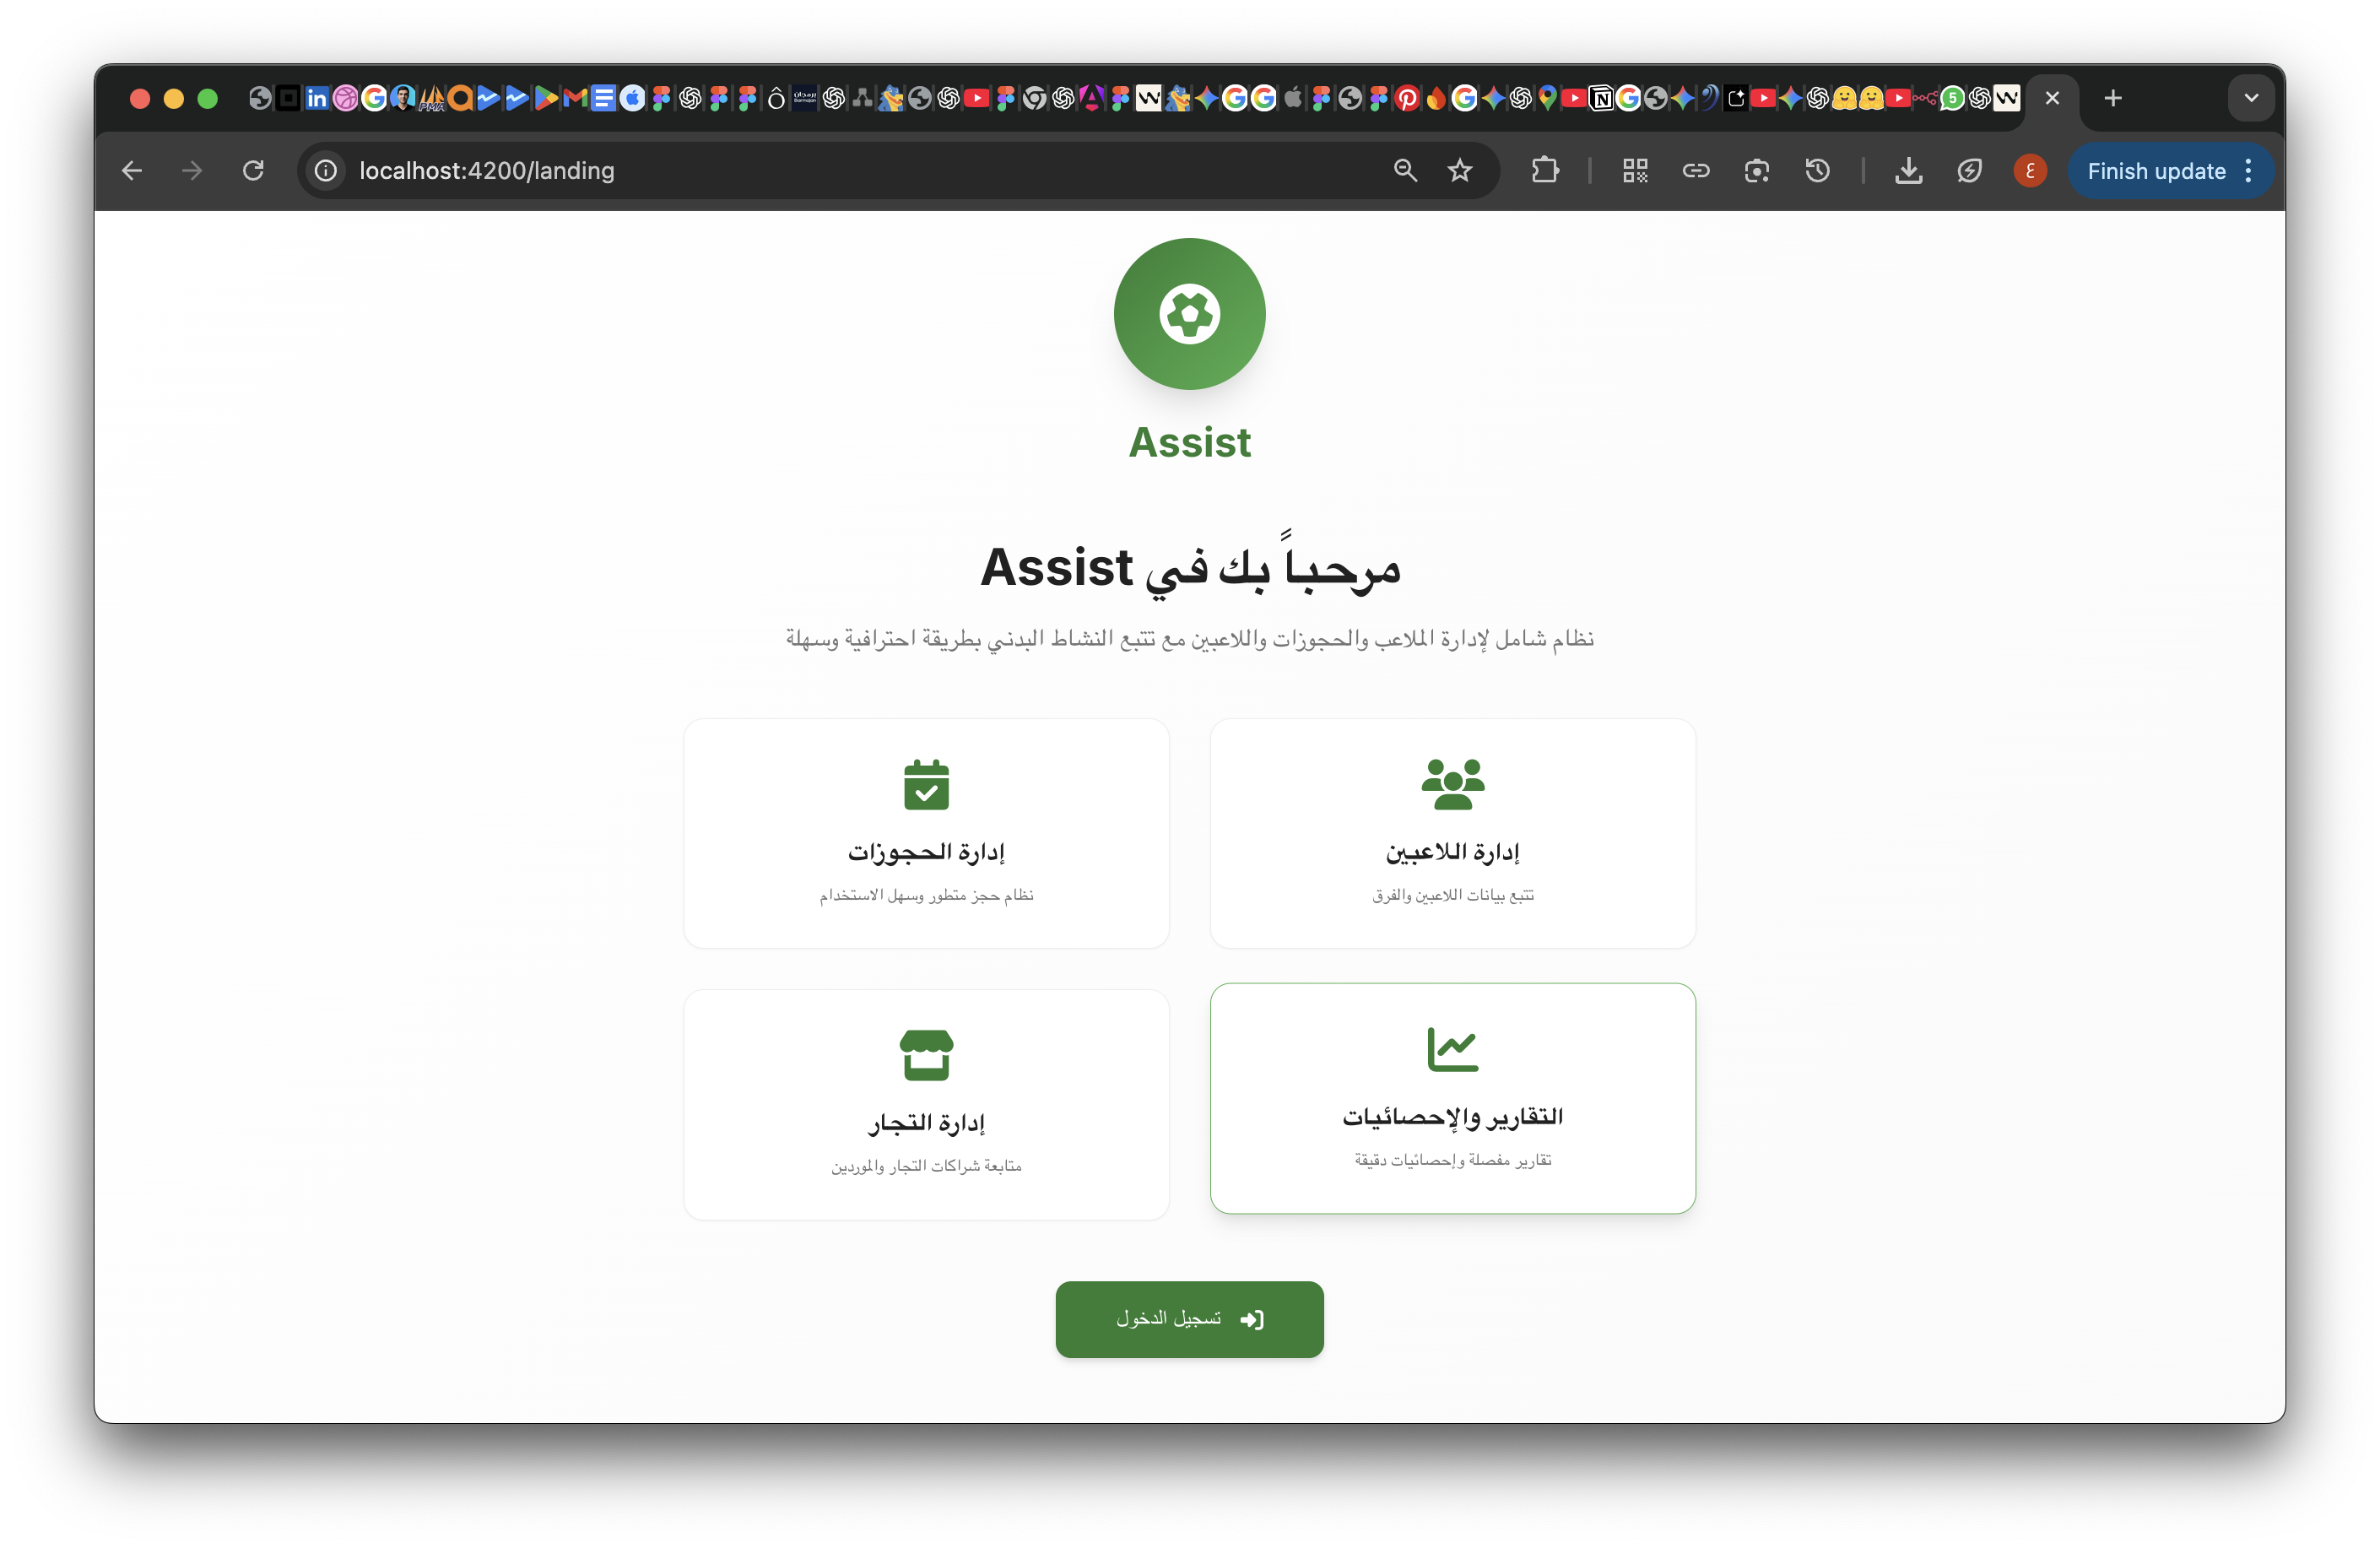 localhost:4200/landing
Finish update
Assist
مرحباً بك في Assist
نظام شامل لإدارة الملاعب والحجوزات واللاعبين مع تتبع النشاط البدني بطريقة احترافية وسهلة
إدارة اللاعبين
تتبع بيانات اللاعبين والفرق
إدارة الحجوزات
نظام حجز متطور وسهل الاستخدام
التقارير والإحصائيات
تقارير مفصلة وإحصائيات دقيقة
إدارة التجار
متابعة شراكات التجار والموردين
تسجيل الدخول